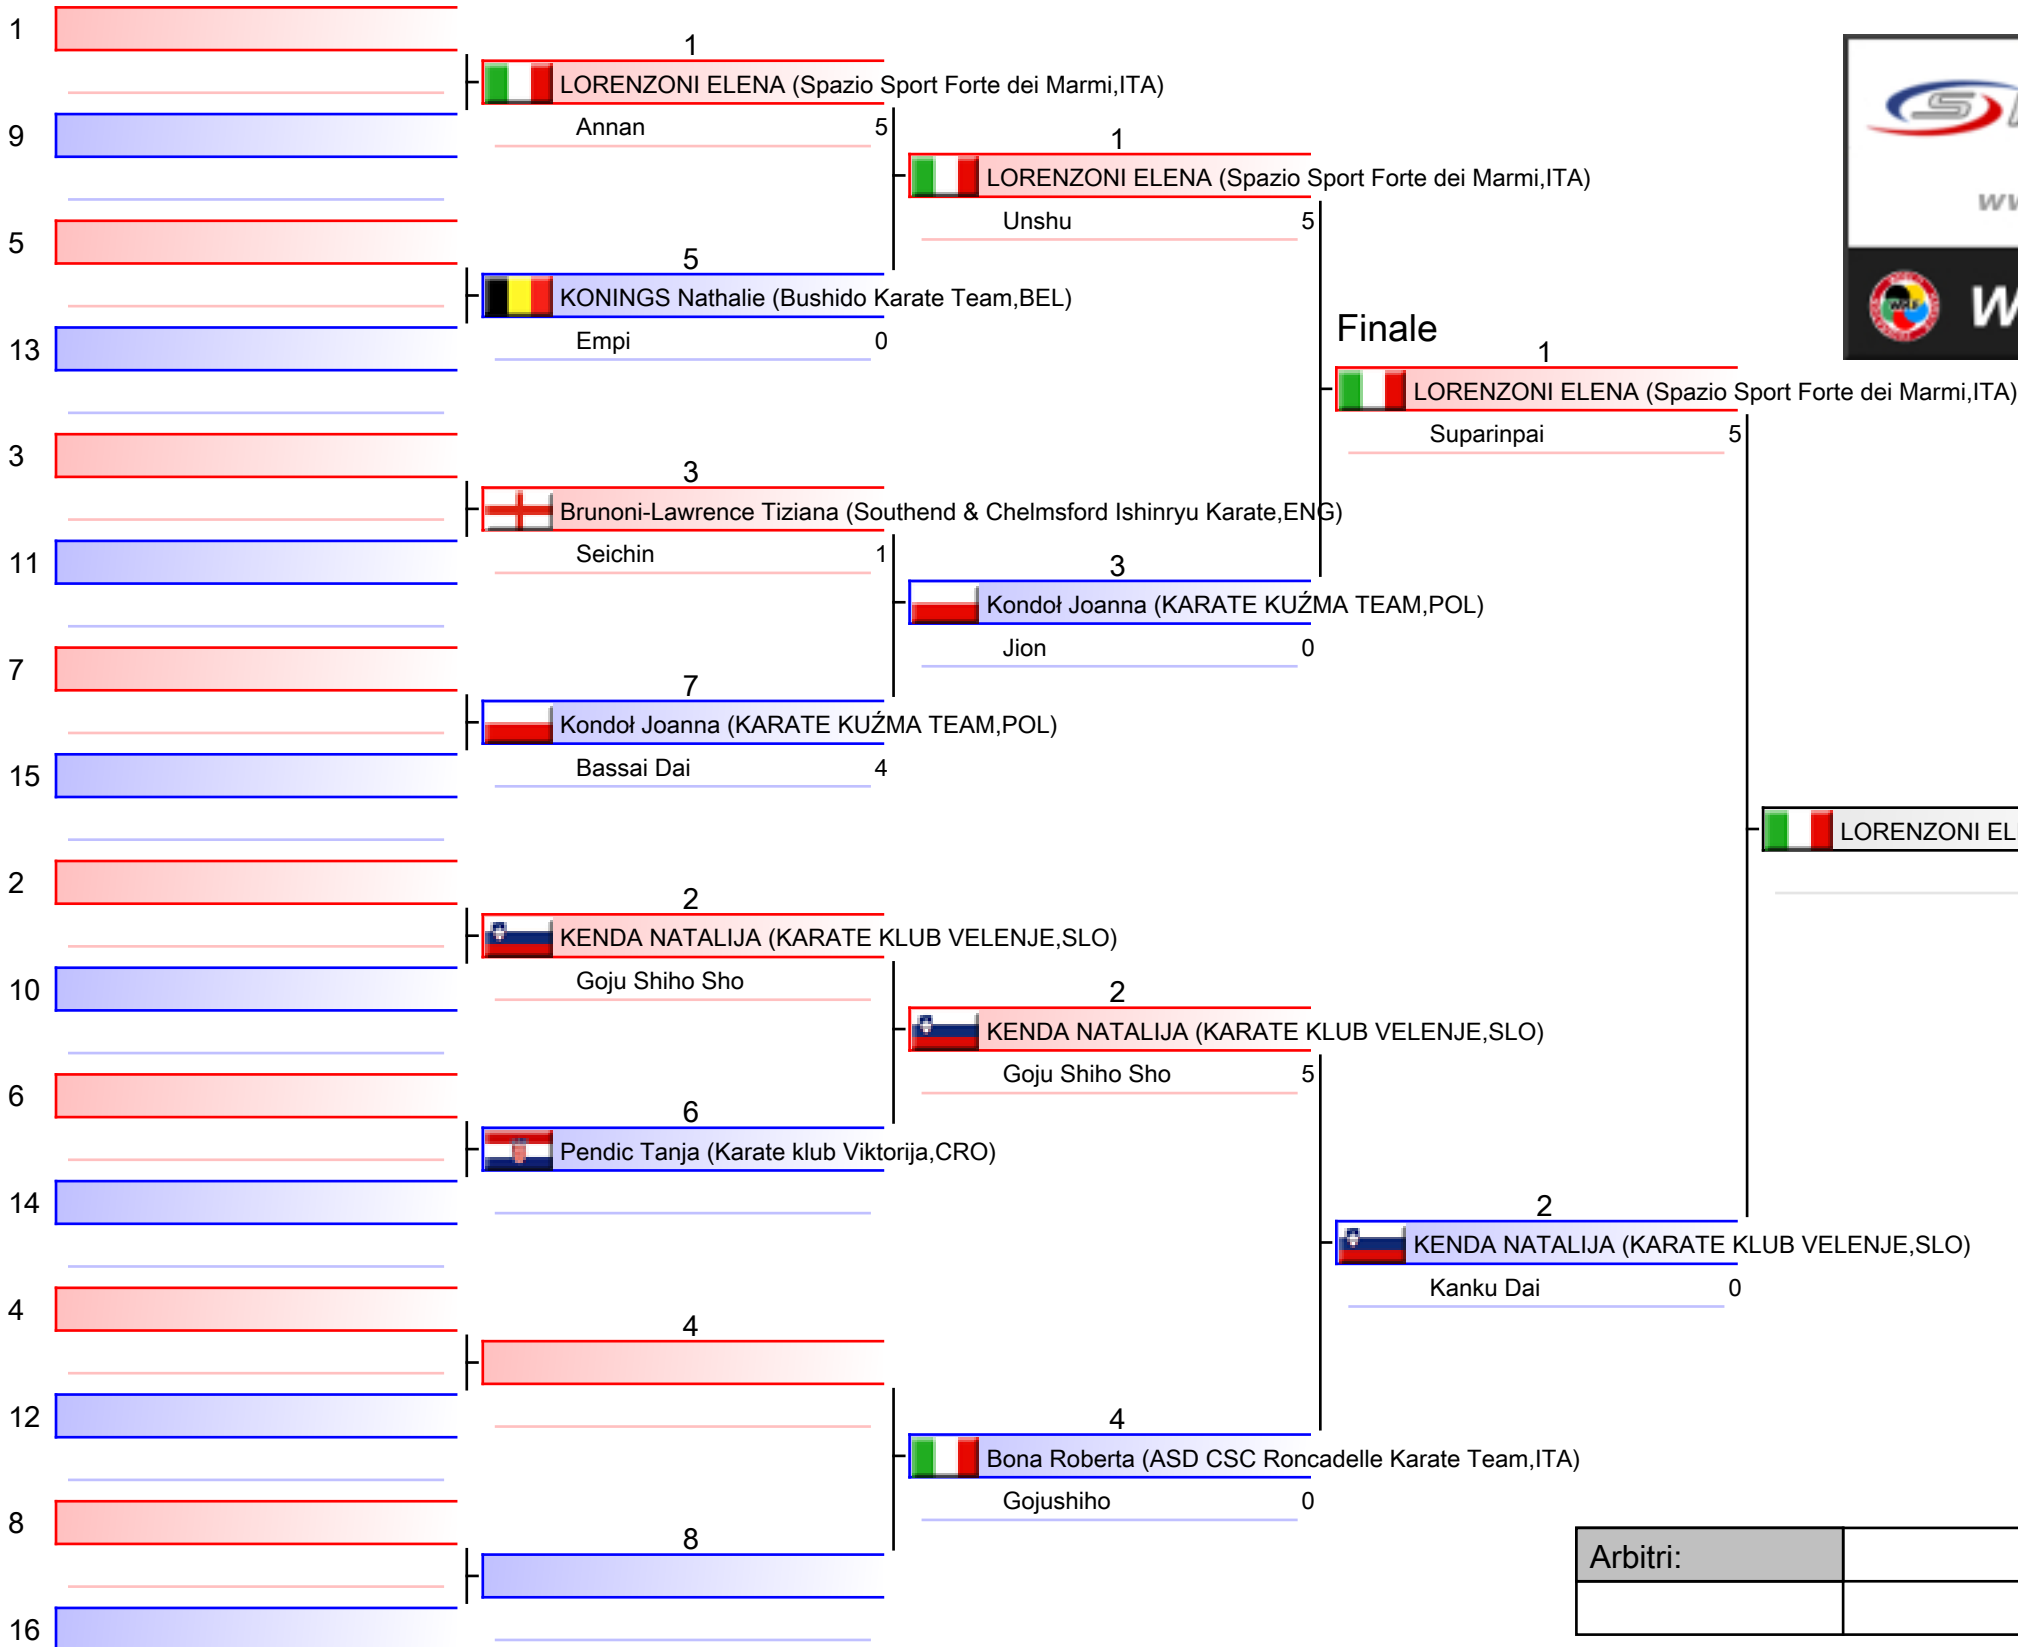 1
9
5
13
3
11
7
15
2
10
6
14
4
12
8
16
1
LORENZONI ELENA (Spazio Sport Forte dei Marmi,ITA)
Annan 5
5
KONINGS Nathalie (Bushido Karate Team,BEL)
Empi 0
3
Brunoni-Lawrence Tiziana (Southend & Chelmsford Ishinryu Karate,ENG)
Seichin 1
7
Kondoł Joanna (KARATE KUŹMA TEAM,POL)
Bassai Dai 4
2
KENDA NATALIJA (KARATE KLUB VELENJE,SLO)
Goju Shiho Sho
6
Pendic Tanja (Karate klub Viktorija,CRO)
4
8
1
LORENZONI ELENA (Spazio Sport Forte dei Marmi,ITA)
Unshu 5
3
Kondoł Joanna (KARATE KUŹMA TEAM,POL)
Jion 0
2
KENDA NATALIJA (KARATE KLUB VELENJE,SLO)
Goju Shiho Sho 5
4
Bona Roberta (ASD CSC Roncadelle Karate Team,ITA)
Gojushiho 0
Finale
1
LORENZONI ELENA (Spazio Sport Forte dei Marmi,ITA)
Suparinpai 5
2
KENDA NATALIJA (KARATE KLUB VELENJE,SLO)
Kanku Dai 0
LORENZONI EL
S
ww
WKF
W
Arbitri: